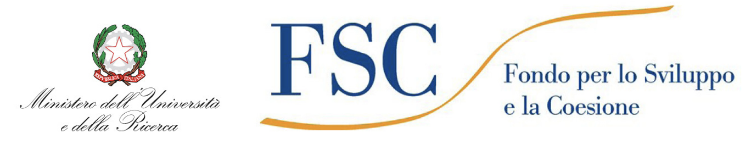 Ministero dell'Università
e della Ricerca
FSC
Fondo per lo Sviluppo
e la Coesione